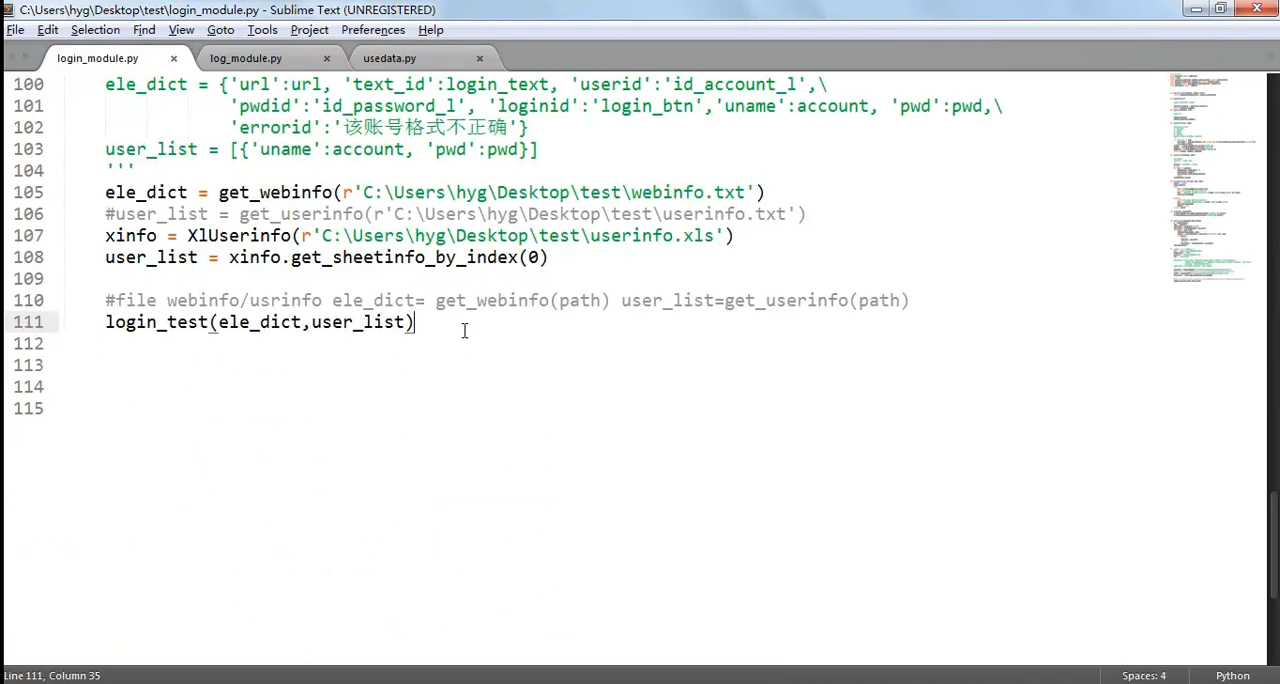 C:\Users\hyg\Desktop\test\login_module.py - Sublime Text (UNREGISTERED)
File Edit Selection Find View Goto Tools Project Preferences Help
login_module.py × log_module.py × usedata.py ×
100 ele_dict = {'url':url, 'text_id':login_text, 'userid':'id_account_l',\
101 'pwdid':'id_password_l', 'loginid':'login_btn','uname':account, 'pwd':pwd,\
102 'errorid':'该账号格式不正确'}
103 user_list = [{'uname':account, 'pwd':pwd}]
104 '''
105 ele_dict = get_webinfo(r'C:\Users\hyg\Desktop\test\webinfo.txt')
106 #user_list = get_userinfo(r'C:\Users\hyg\Desktop\test\userinfo.txt')
107 xinfo = XlUserinfo(r'C:\Users\hyg\Desktop\test\userinfo.xls')
108 user_list = xinfo.get_sheetinfo_by_index(0)
109
110 #file webinfo/usrinfo ele_dict= get_webinfo(path) user_list=get_userinfo(path)
111 login_test(ele_dict,user_list)
112
113
114
115
Line 111, Column 35 Spaces: 4 Python